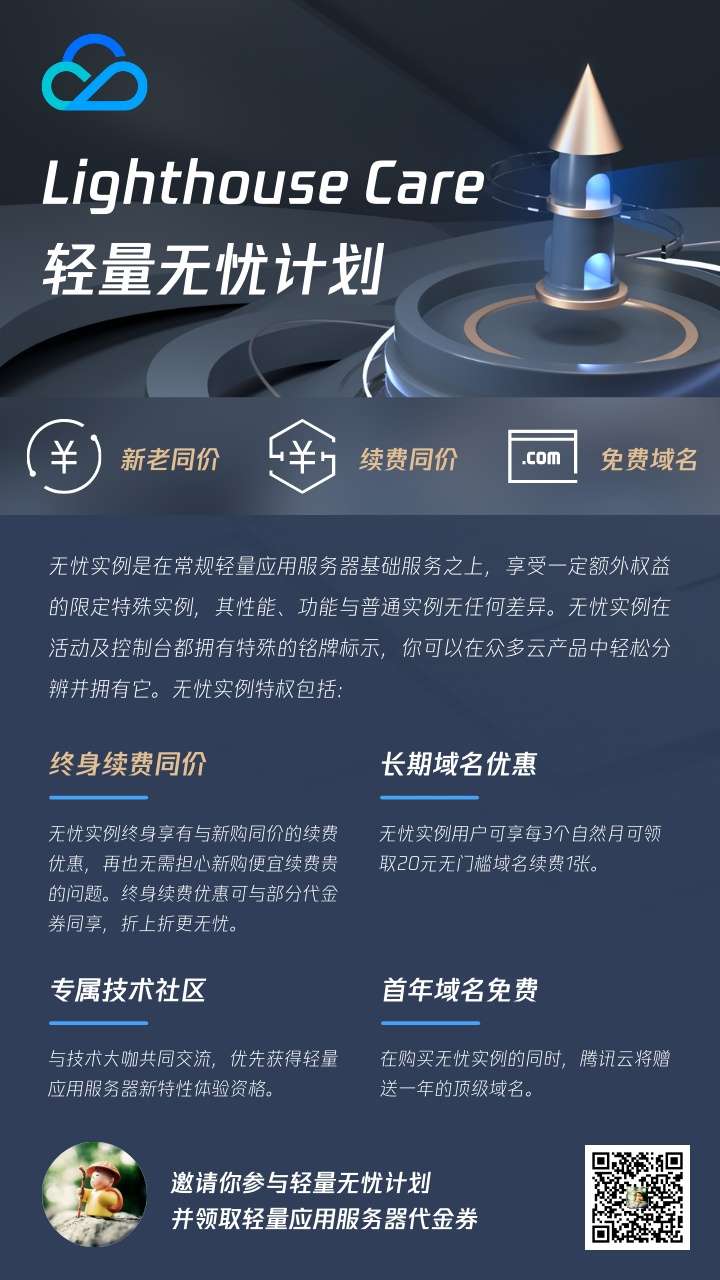 Lighthouse Care
轻量无忧计划
¥ 新老同价 ¥ 续费同价 .com 免费域名
无忧实例是在常规轻量应用服务器基础服务之上，享受一定额外权益
的限定特殊实例，其性能、功能与普通实例无任何差异。无忧实例在
活动及控制台都拥有特殊的铭牌标示，你可以在众多云产品中轻松分
辨并拥有它。无忧实例特权包括:
终身续费同价
无忧实例终身享有与新购同价的续费
优惠，再也无需担心新购便宜续费贵
的问题。终身续费优惠可与部分代金
券同享，折上折更无忧。
长期域名优惠
无忧实例用户可享每3个自然月可领
取20元无门槛域名续费1张。
专属技术社区
与技术大咖共同交流，优先获得轻量
应用服务器新特性体验资格。
首年域名免费
在购买无忧实例的同时，腾讯云将赠
送一年的顶级域名。
邀请你参与轻量无忧计划
并领取轻量应用服务器代金券